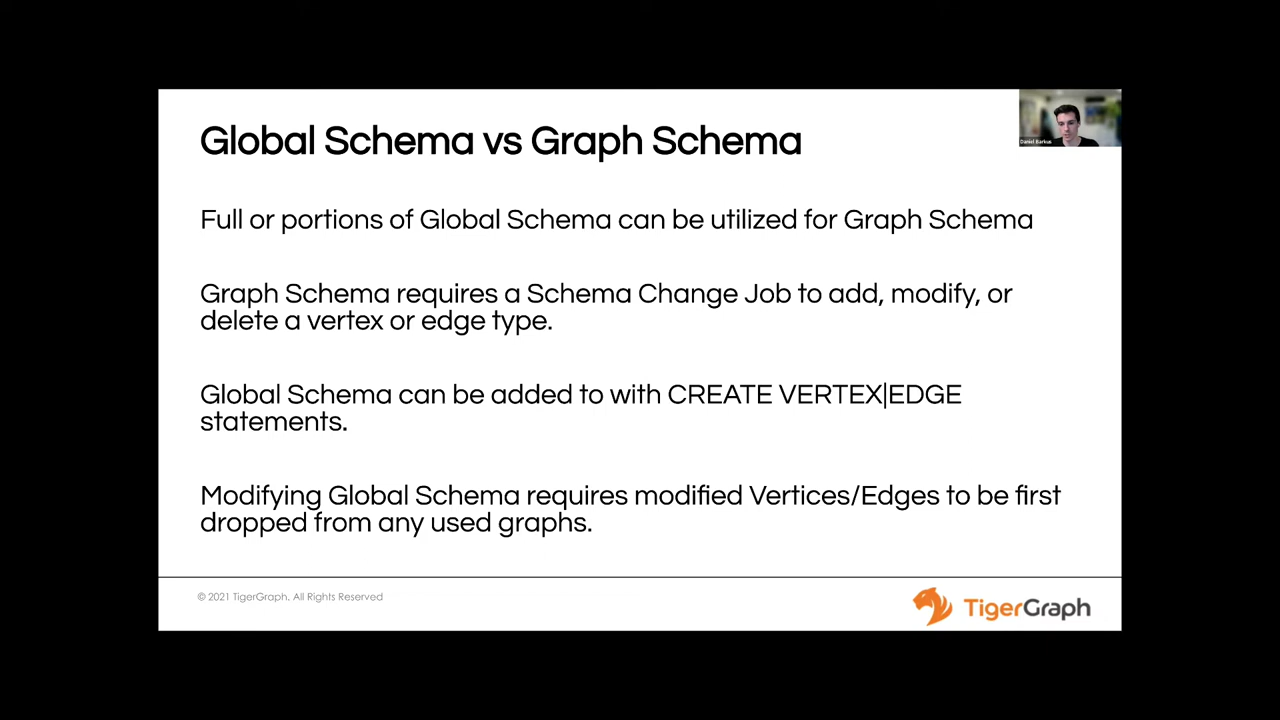 Global Schema vs Graph Schema
Daniel Barkus
Full or portions of Global Schema can be utilized for Graph Schema
Graph Schema requires a Schema Change Job to add, modify, or
delete a vertex or edge type.
Global Schema can be added to with CREATE VERTEX|EDGE
statements.
Modifying Global Schema requires modified Vertices/Edges to be first
dropped from any used graphs.
© 2021 TigerGraph. All Rights Reserved
TigerGraph